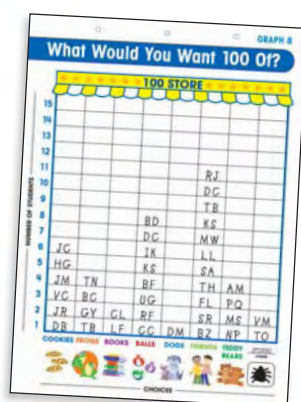 GRAPH 8
What Would You Want 100 Of?
100 STORE
15
14
13
12
11
10 RJ
9 DC
8 TB
7 BD KS
6 JC DC MW
5 HG IK LL
4 JM TN KS SA
3 VC BC BF TH AM
2 JR GY CL UG FL PQ
1 DB TB LF RF SR MS VM
CC DM BZ NP TO
NUMBER OF STUDENTS
COOKIES FROGS BOOKS BALLS DOGS FRIENDS TEDDY BEARS
CHOICES